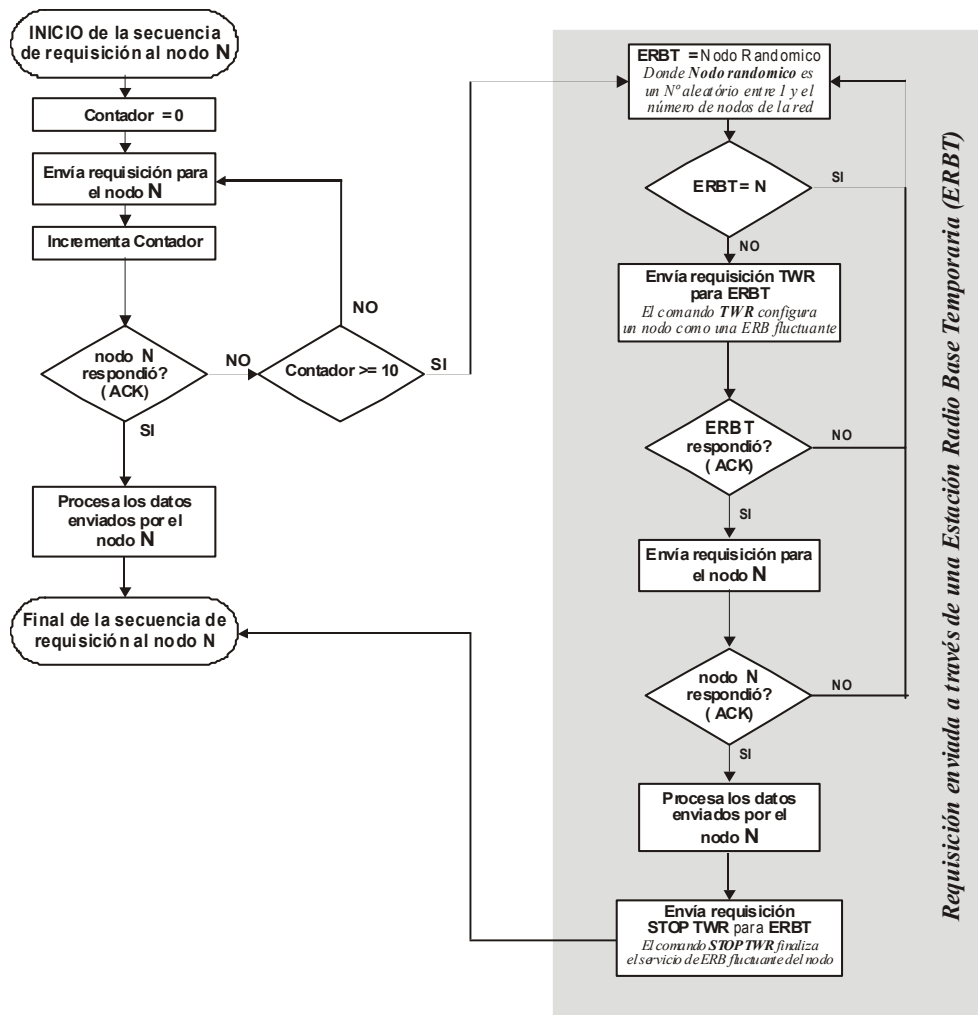 INICIO de la secuencia
de requisición al nodo N
Contador = 0
Envía requisición para
el nodo N
Incrementa Contador
nodo N
respondió?
(ACK)
NO
SI
Contador >= 10
NO
SI
Procesa los datos
enviados por el
nodo N
Final de la secuencia de
requisición al nodo N
ERBT = Nodo Randomico
Donde Nodo randomico es
un Nº aleatório entre 1 y el
número de nodos de la red
ERBT = N
SI
NO
Envía requisición TWR
para ERBT
El comando TWR configura
un nodo como una ERB fluctuante
ERBT
respondió?
(ACK)
NO
SI
Envía requisición para
el nodo N
nodo N
respondió?
(ACK)
NO
SI
Procesa los datos
enviados por el
nodo N
Envía requisición
STOP TWR para ERBT
El comando STOP TWR finaliza
el servicio de ERB fluctuante del nodo
Requisición enviada a través de una Estación Radio Base Temporaria (ERBT)